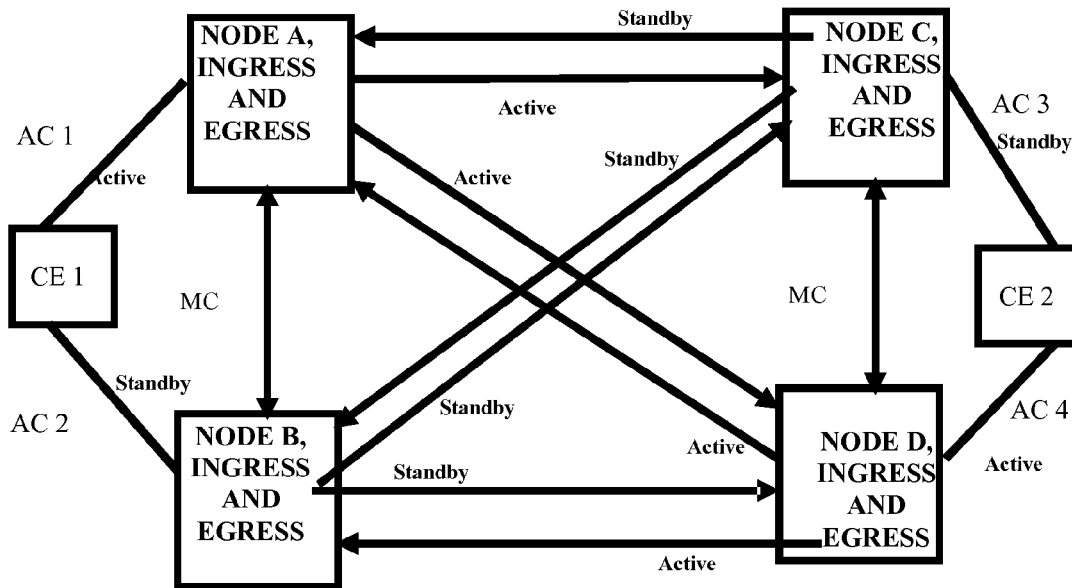 Standby
NODE A,
INGRESS
AND
EGRESS
NODE C,
INGRESS
AND
EGRESS
Active
AC 1
Active
Standby
Active
AC 3
Standby
CE 1
MC
MC
CE 2
Standby
AC 2
Standby
AC 4
Active
NODE B,
INGRESS
AND
EGRESS
Standby
Active
NODE D,
INGRESS
AND
EGRESS
Active